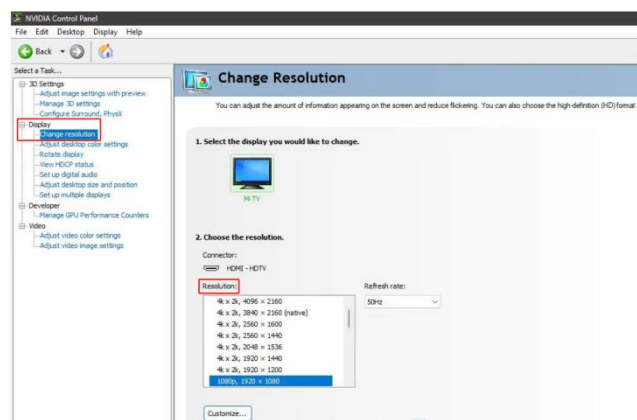 NVIDIA Control Panel
File Edit Desktop Display Help
Back
Select a Task...
3D Settings
Adjust image settings with preview
Manage 3D settings
Configure Surround, PhysX
Display
Change resolution
Adjust desktop color settings
Rotate display
View HDCP status
Set up digital audio
Adjust desktop size and position
Set up multiple displays
Developer
Manage GPU Performance Counters
Video
Adjust video color settings
Adjust video image settings
Change Resolution
You can adjust the amount of information appearing on the screen and reduce flickering. You can also choose the high-definition (HD) format
1. Select the display you would like to change.
Mi TV
2. Choose the resolution.
Connector:
HDMI - HDTV
Resolution:
Refresh rate:
4k x 2k, 4096 × 2160
50Hz
4k x 2k, 3840 × 2160 (native)
4k x 2k, 2560 × 1600
4k x 2k, 2560 × 1440
4k x 2k, 2048 × 1536
4k x 2k, 1920 × 1440
4k x 2k, 1920 × 1200
1080p, 1920 × 1080
Customize...